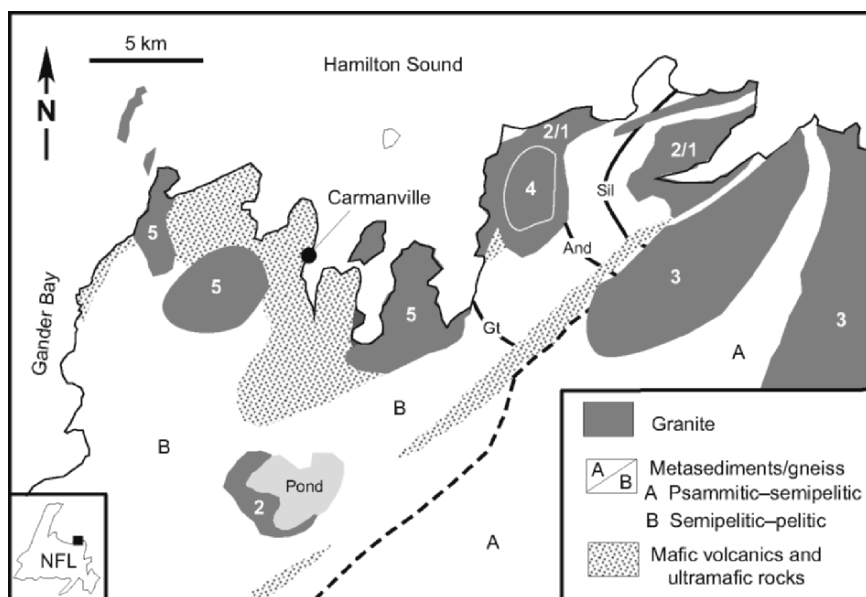 5 km
Hamilton Sound
N
2/1
2/1
4
Sil
Carmanville
5
And
5
5
3
3
Gt
Gander Bay
A
B
B
Pond
2
A
NFL
Granite
A
B
Metasediments/gneiss
A Psammitic–semipelitic
B Semipelitic–pelitic
Mafic volcanics and
ultramafic rocks